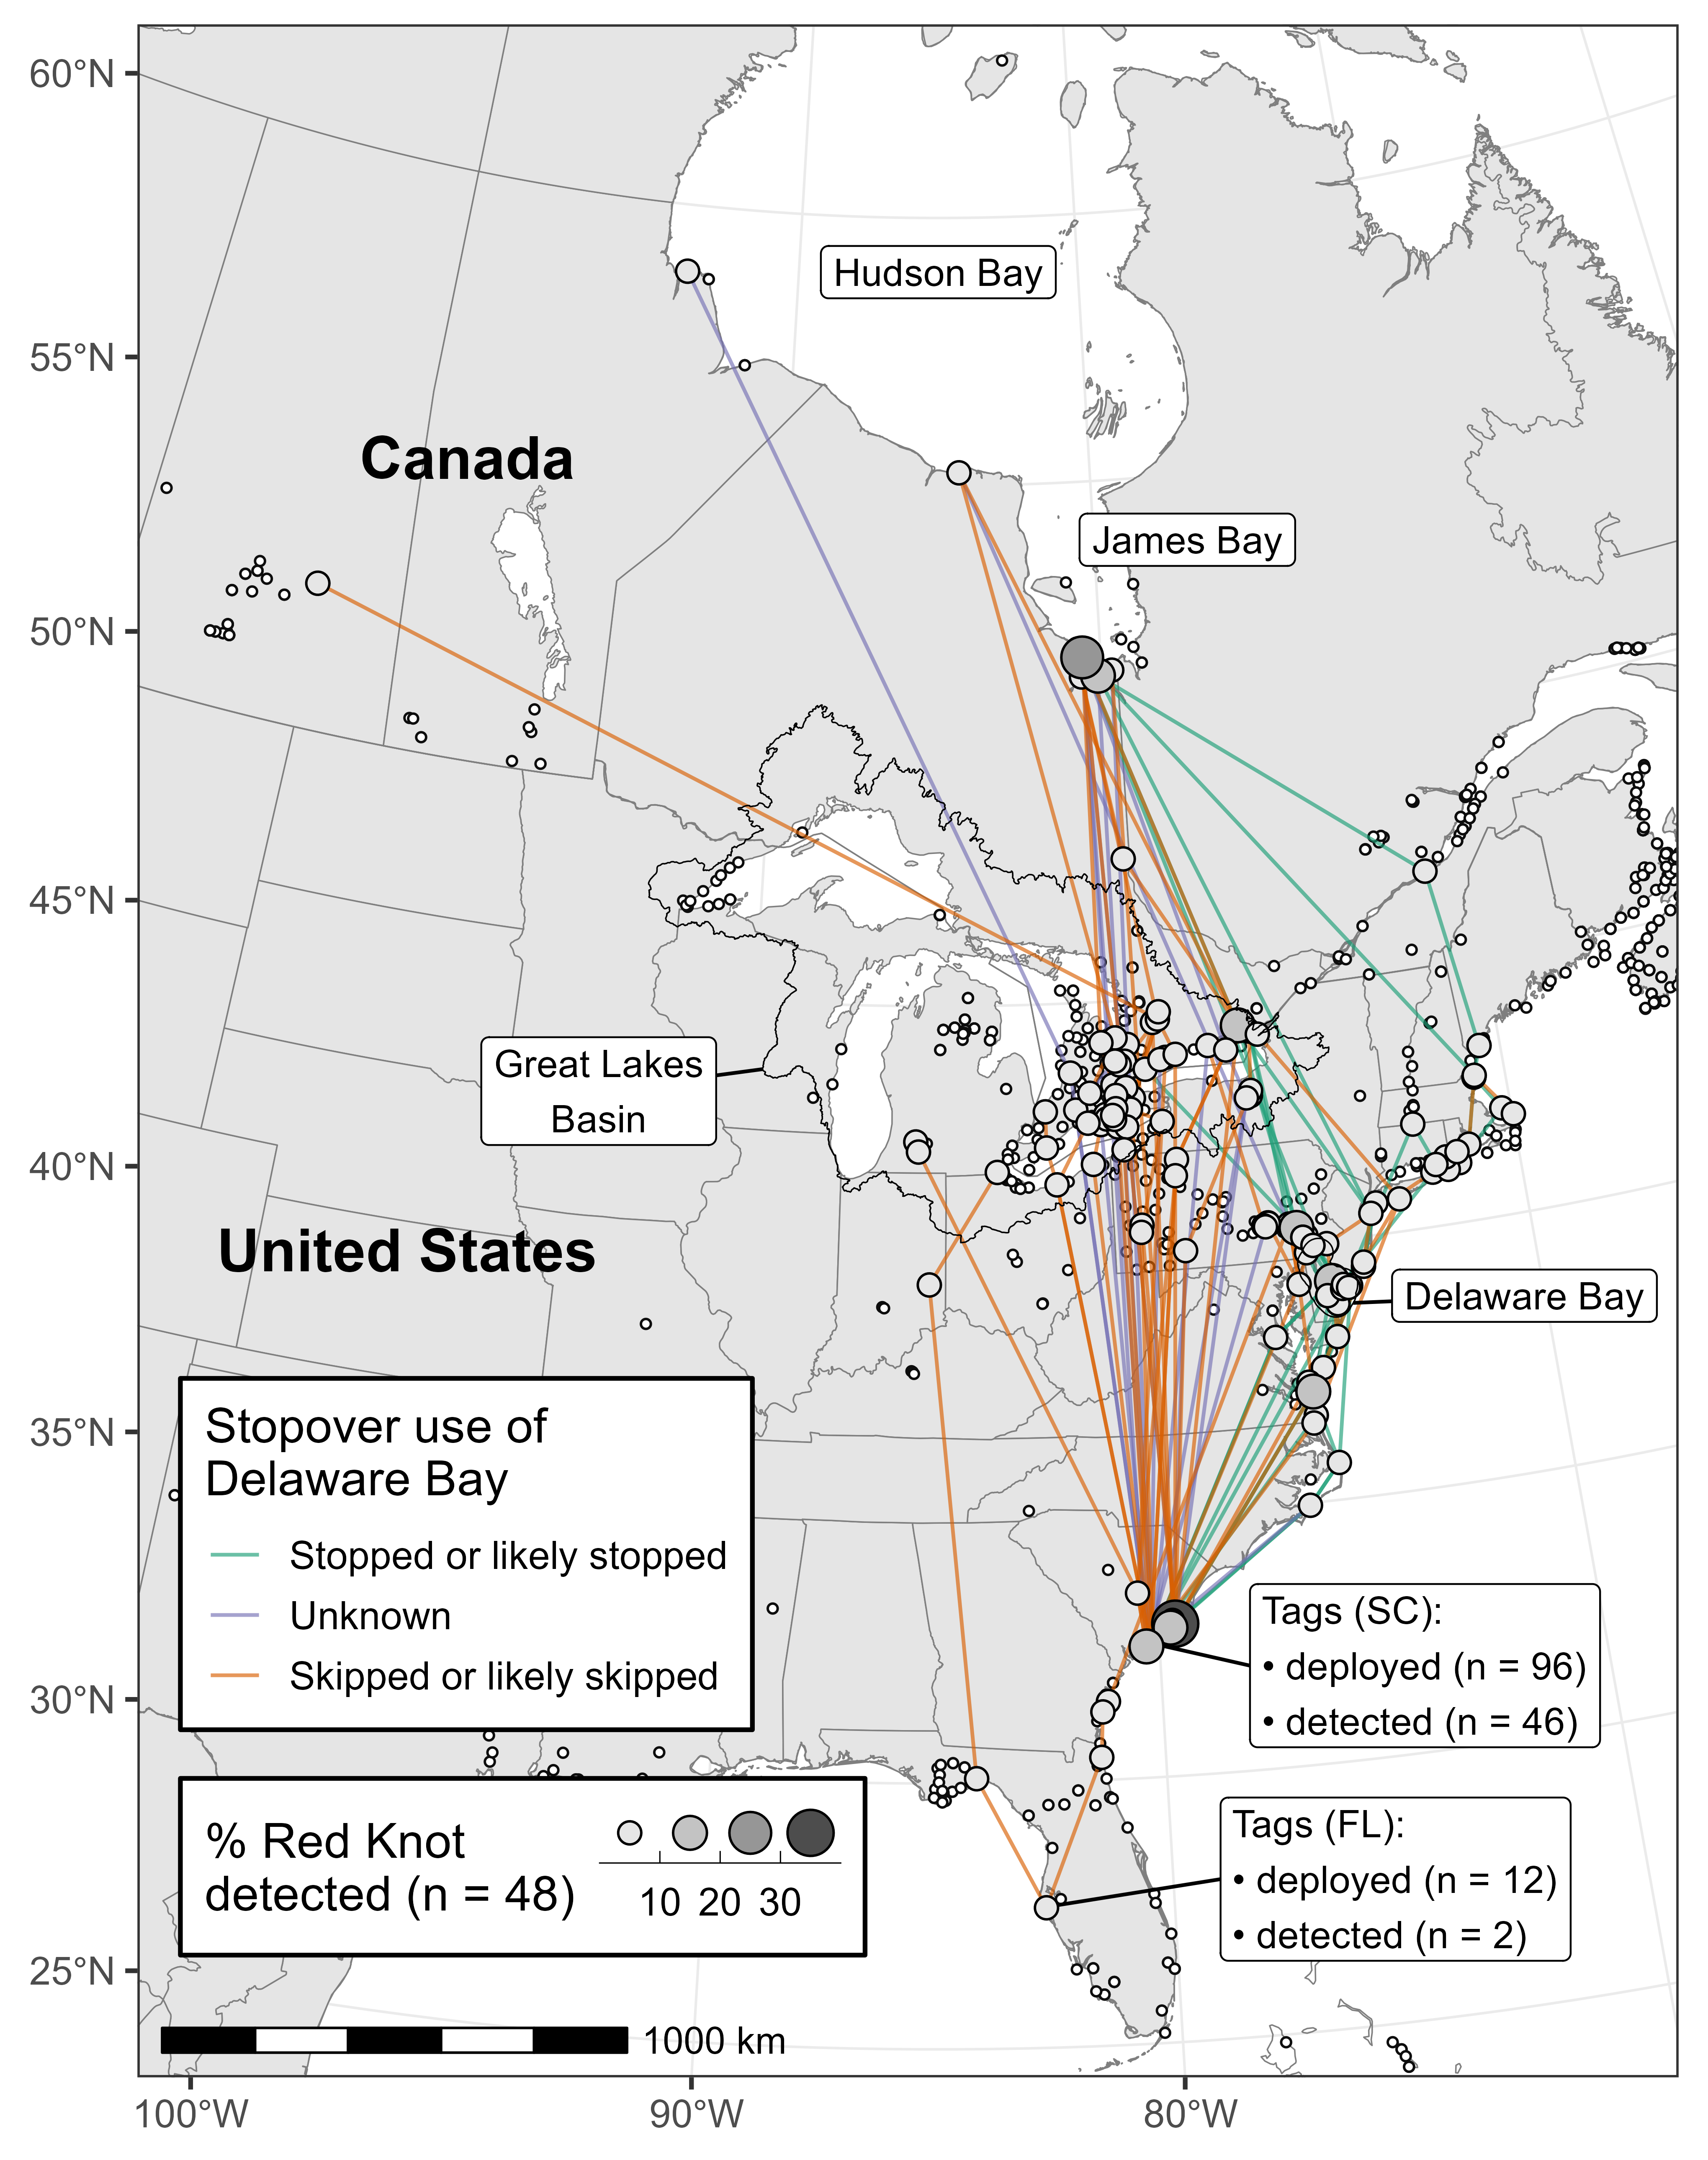 60°N
55°N
50°N
45°N
40°N
35°N
30°N
25°N
100°W
90°W
80°W
Hudson Bay
Canada
James Bay
Great Lakes
Basin
United States
Delaware Bay
Stopover use of
Delaware Bay
Stopped or likely stopped
Unknown
Skipped or likely skipped
Tags (SC):
• deployed (n = 96)
• detected (n = 46)
Tags (FL):
• deployed (n = 12)
• detected (n = 2)
% Red Knot
detected (n = 48)
10 20 30
1000 km